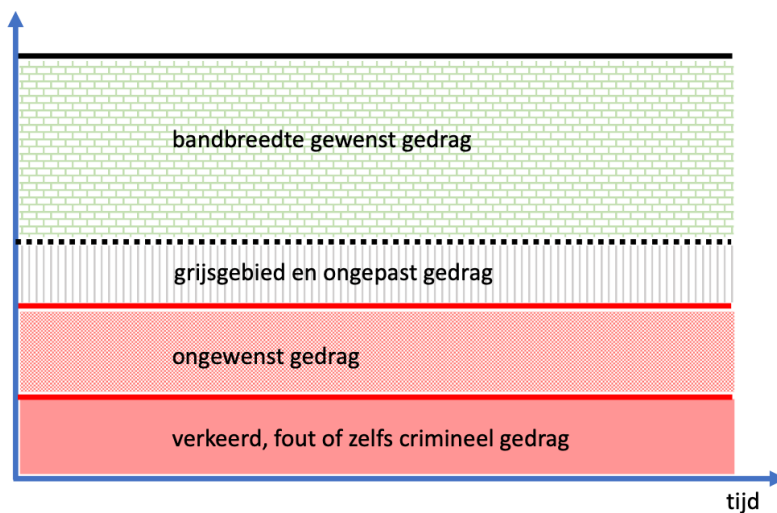 bandbreedte gewenst gedrag
grijsgebied en ongepast gedrag
ongewenst gedrag
verkeerd, fout of zelfs crimineel gedrag
tijd